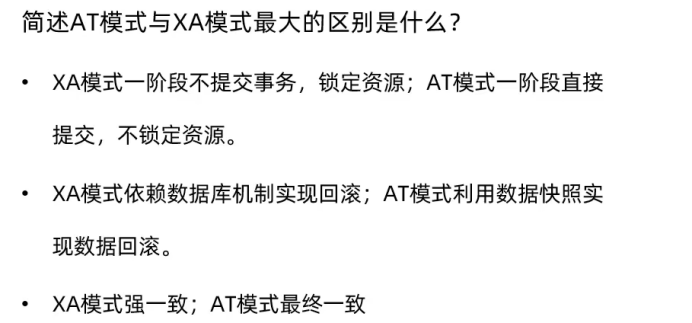 简述AT模式与XA模式最大的区别是什么？
• XA模式一阶段不提交事务，锁定资源；AT模式一阶段直接
提交，不锁定资源。
• XA模式依赖数据库机制实现回滚；AT模式利用数据快照实
现数据回滚。
• XA模式强一致；AT模式最终一致